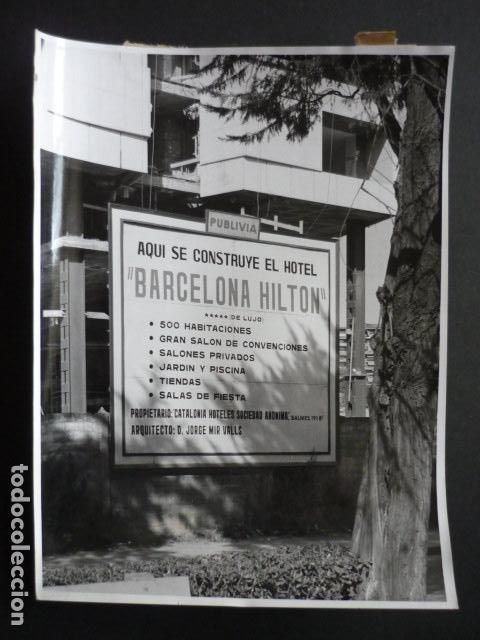 PUBLIVIA
AQUI SE CONSTRUYE EL HOTEL
"BARCELONA HILTON"
***** DE LUJO:
• 500 HABITACIONES
• GRAN SALON DE CONVENCIONES
• SALONES PRIVADOS
• JARDIN Y PISCINA
• TIENDAS
• SALAS DE FIESTA
PROPIETARIO: CATALONIA HOTELES SOCIEDAD ANONIMA,
ARQUITECTO: D. JORGE MIR VALLS
todocoleccion